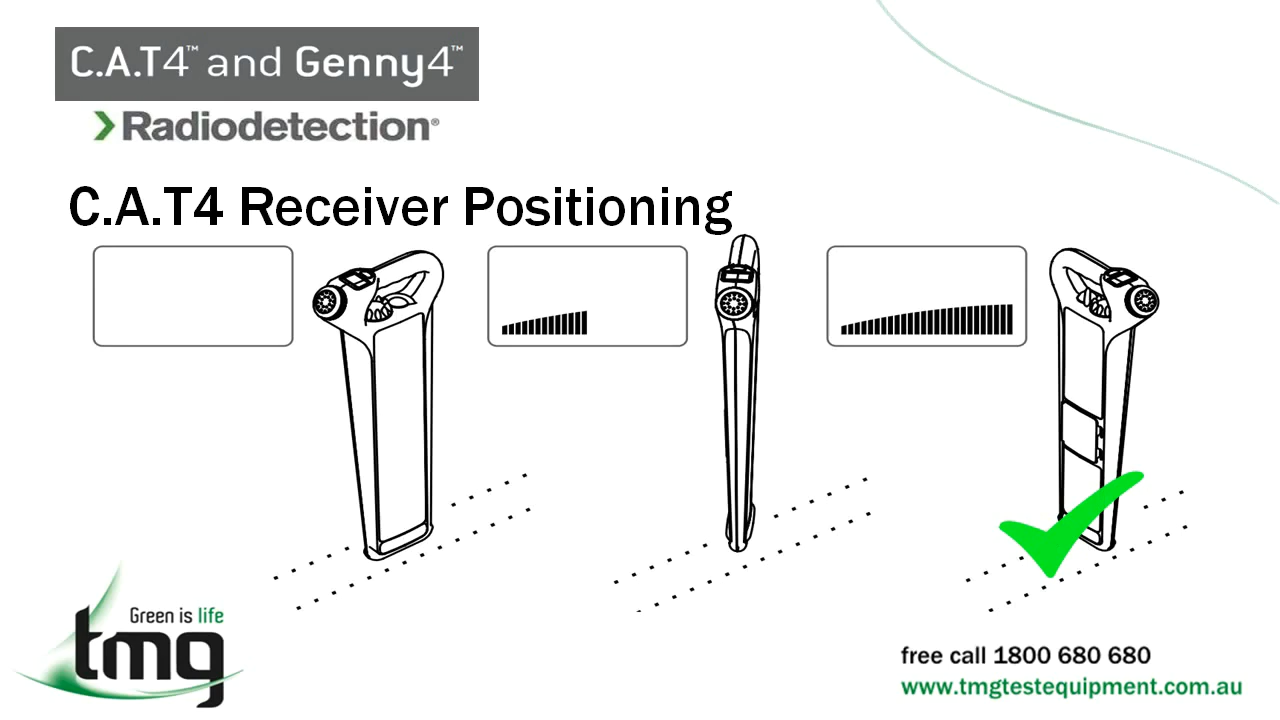 C.A.T4™ and Genny4™
Radiodetection®
C.A.T4 Receiver Positioning
Green is life
tmg
free call 1800 680 680
www.tmgtestequipment.com.au